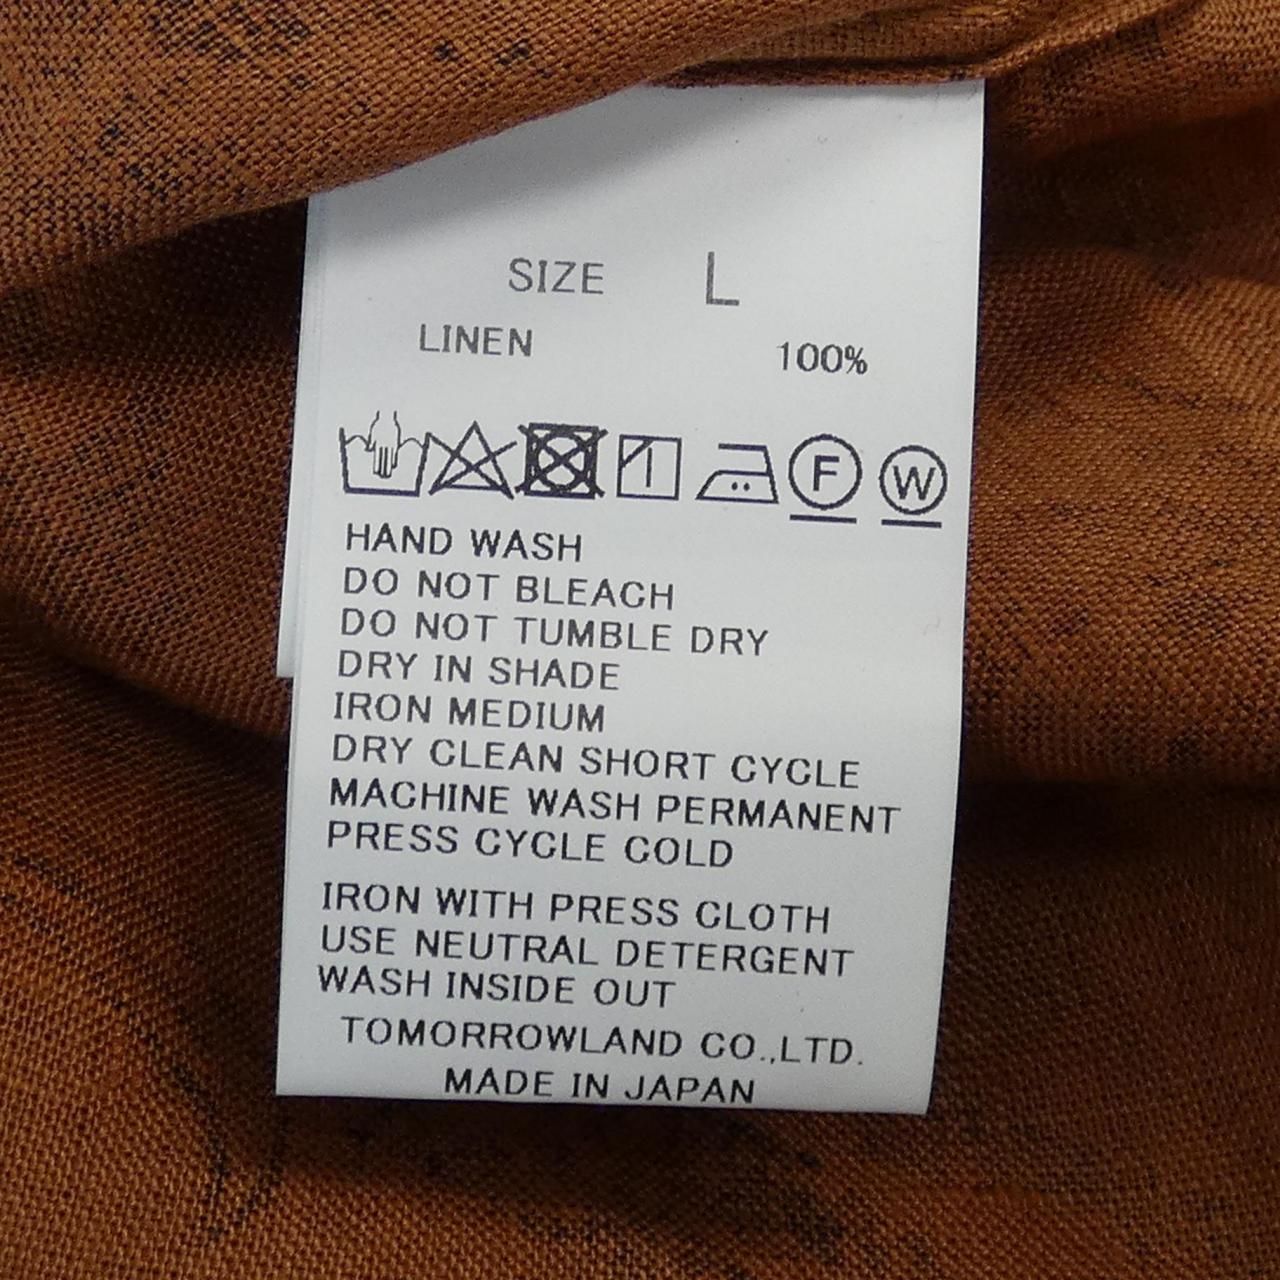 SIZE L
LINEN 100%
F W
HAND WASH
DO NOT BLEACH
DO NOT TUMBLE DRY
DRY IN SHADE
IRON MEDIUM
DRY CLEAN SHORT CYCLE
MACHINE WASH PERMANENT
PRESS CYCLE COLD
IRON WITH PRESS CLOTH
USE NEUTRAL DETERGENT
WASH INSIDE OUT
TOMORROWLAND CO.,LTD.
MADE IN JAPAN